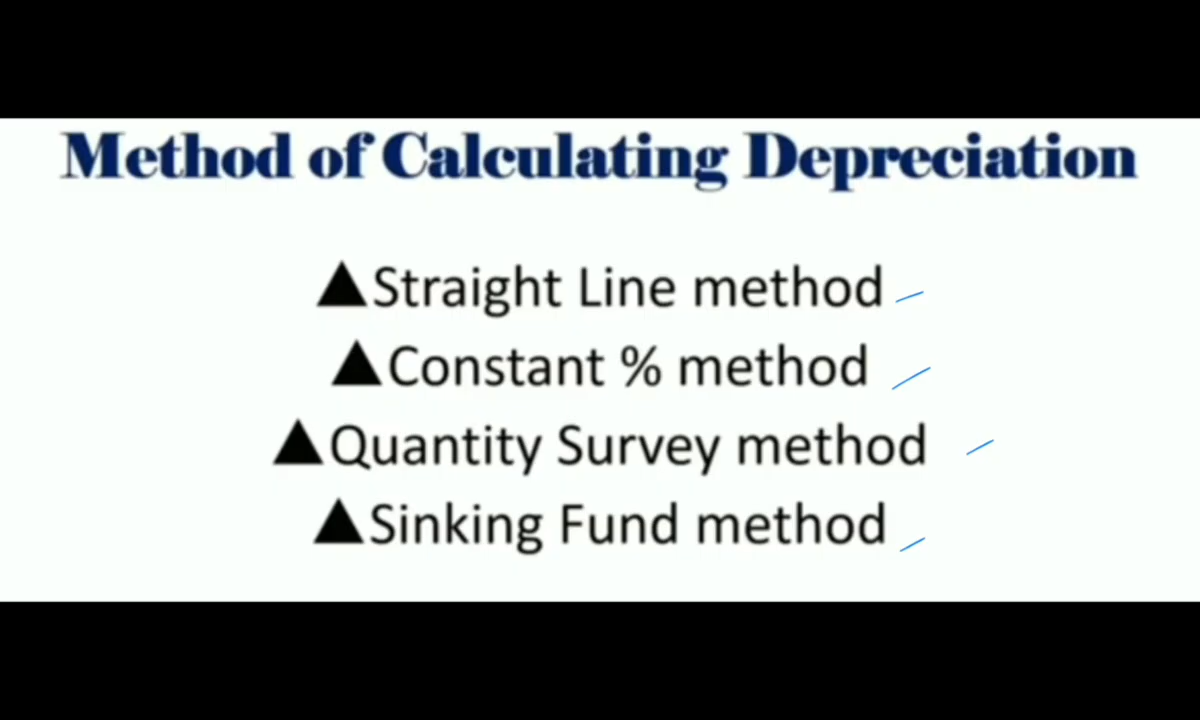 Method of Calculating Depreciation
▲Straight Line method
▲Constant % method
▲Quantity Survey method
▲Sinking Fund method